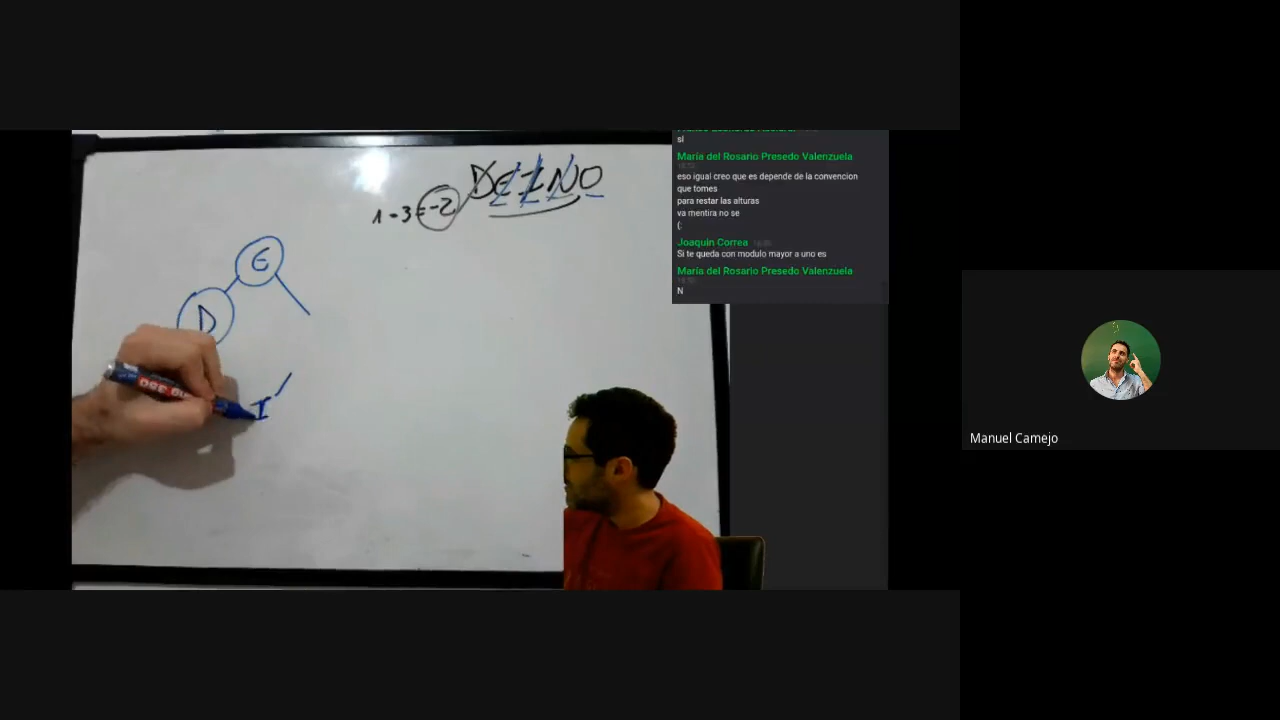 DEINO
1-3=-2
E
D
I
sI
María del Rosario Presedo Valenzuela
eso igual creo que es depende de la convencion
que tomes
para restar las alturas
va mentira no se
(:
Joaquin Correa
Si te queda con modulo mayor a uno es
María del Rosario Presedo Valenzuela
N
Manuel Camejo